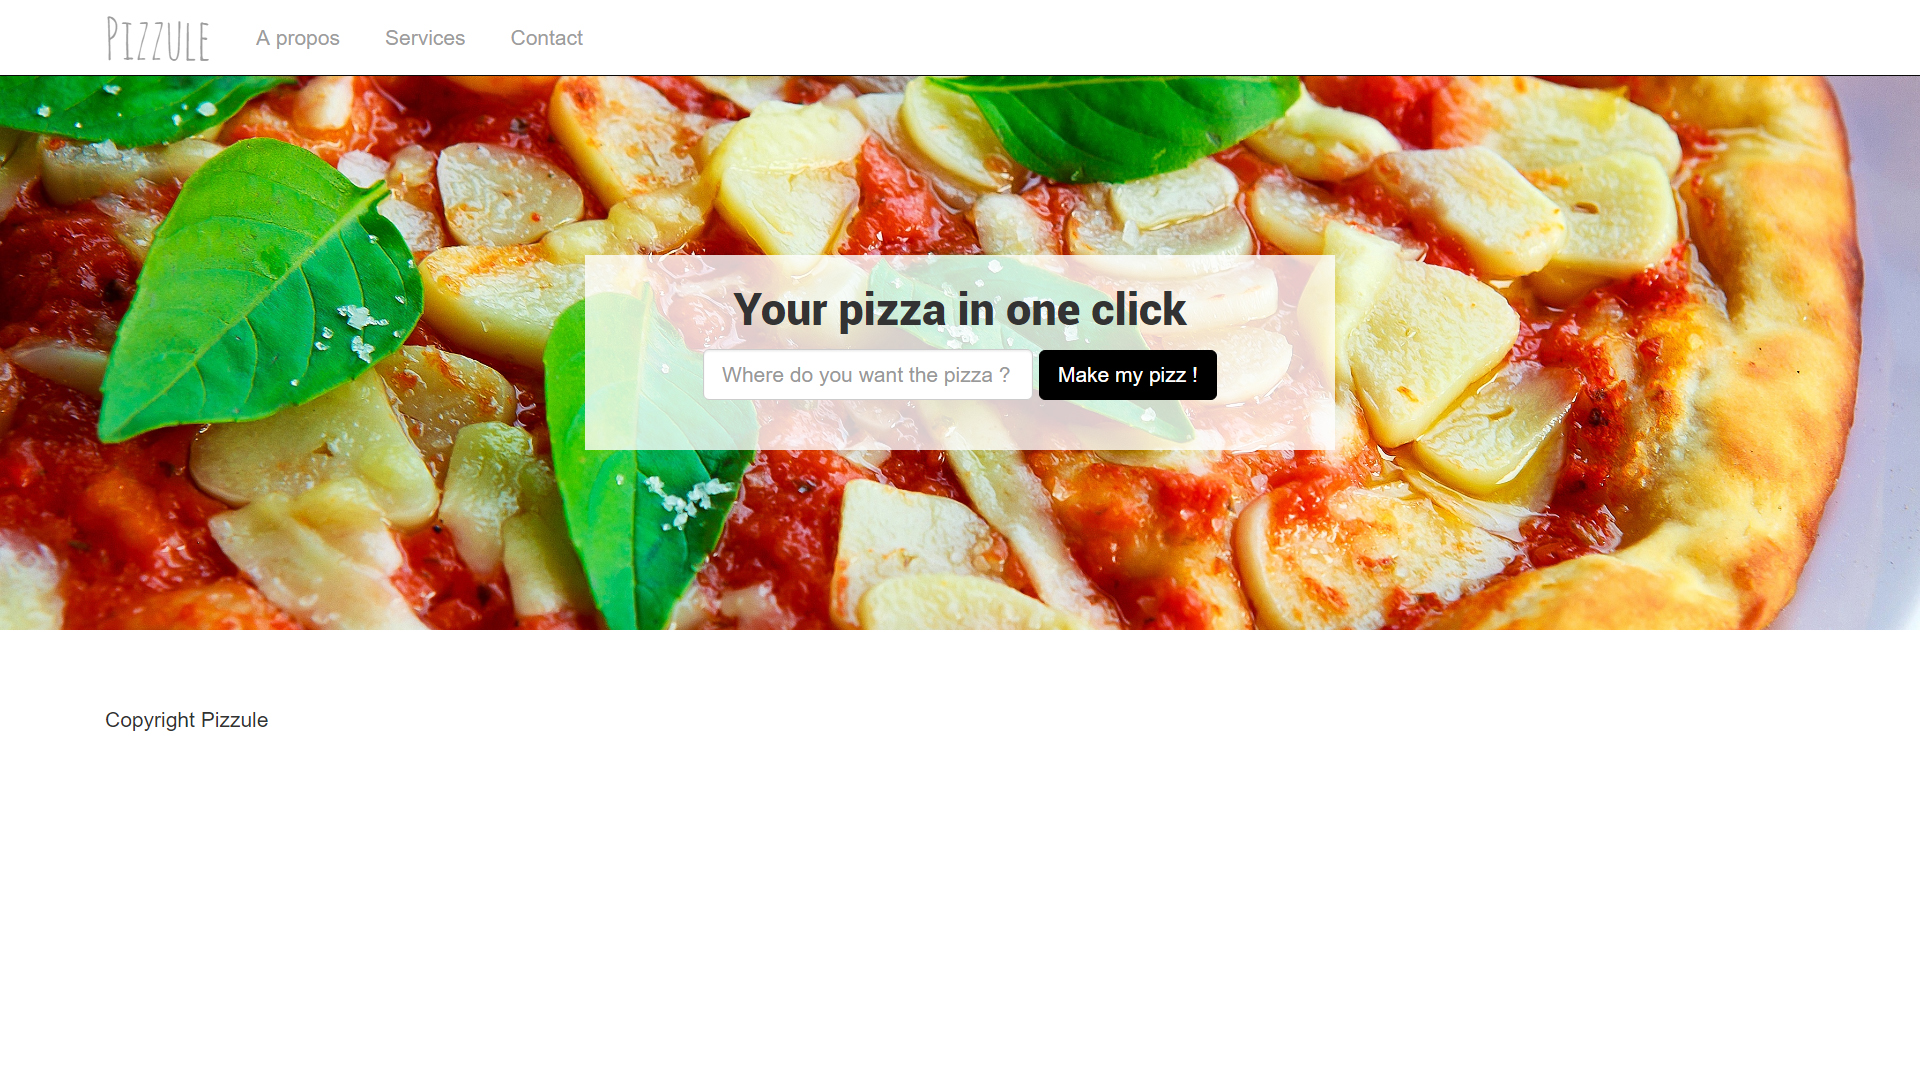 Pizzule A propos Services Contact
Your pizza in one click
Where do you want the pizza ? Make my pizz !
Copyright Pizzule